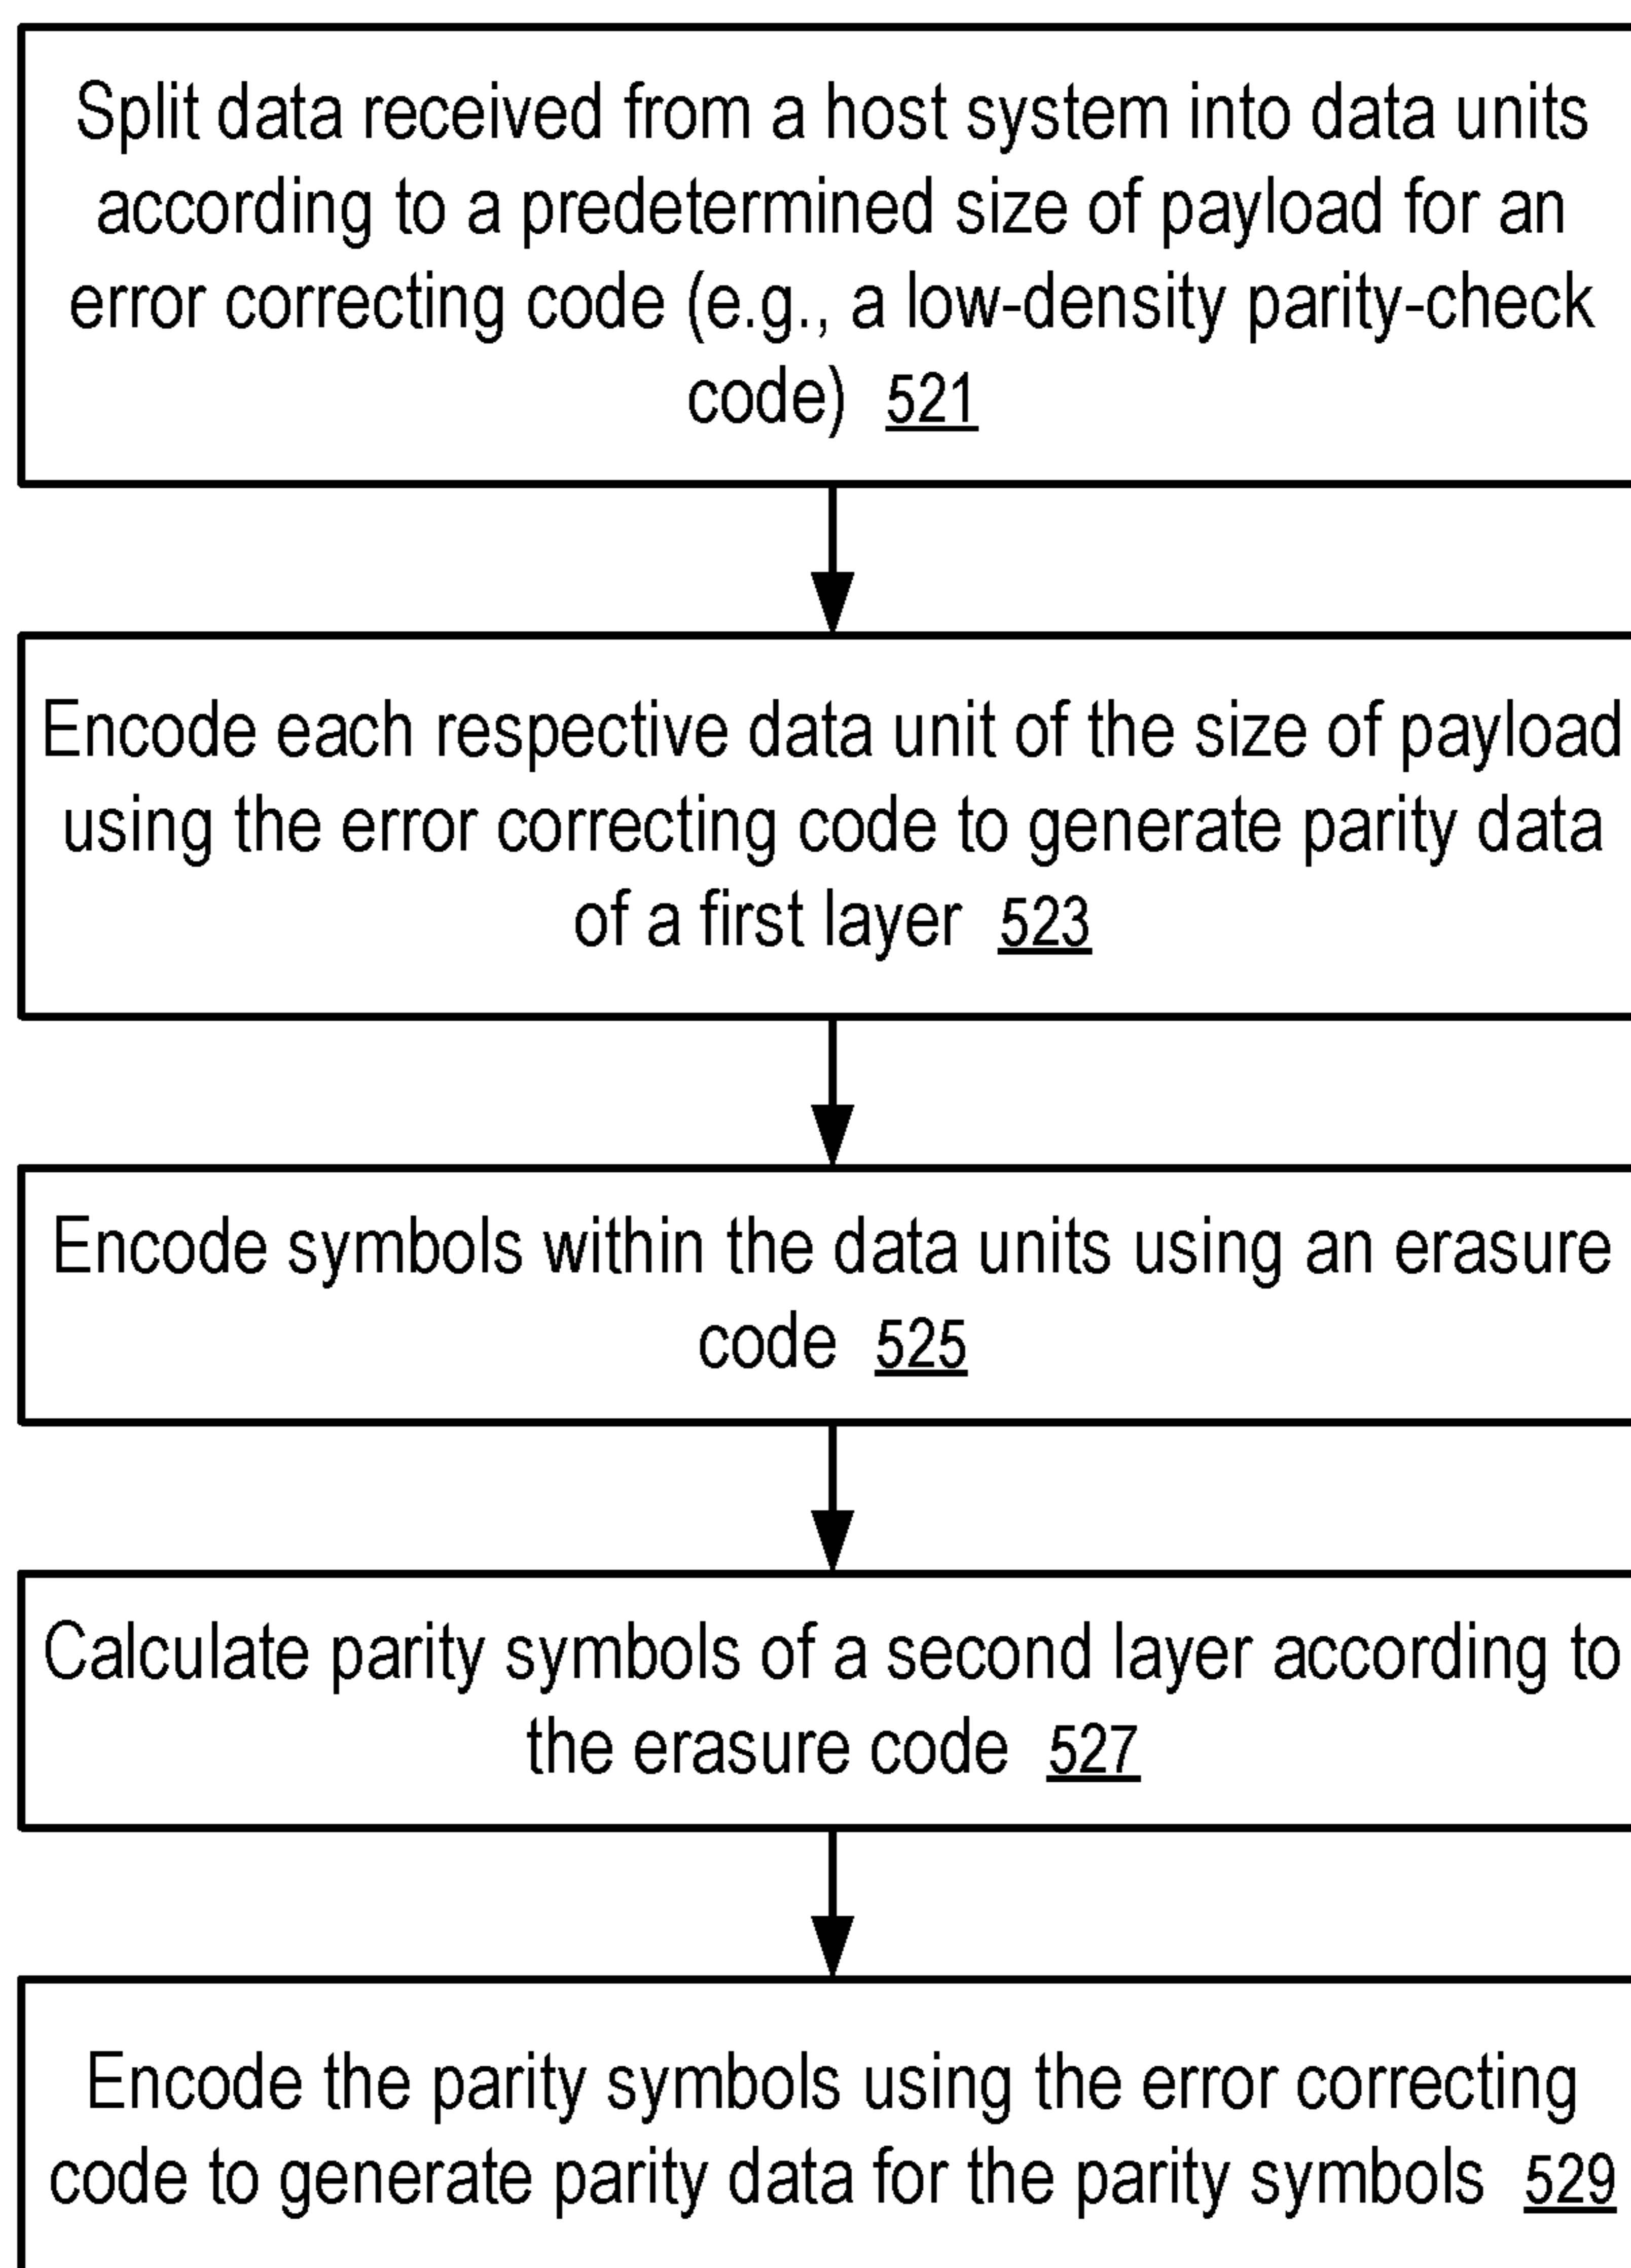 Split data received from a host system into data units
according to a predetermined size of payload for an
error correcting code (e.g., a low-density parity-check
code) 521
Encode each respective data unit of the size of payload
using the error correcting code to generate parity data
of a first layer 523
Encode symbols within the data units using an erasure
code 525
Calculate parity symbols of a second layer according to
the erasure code 527
Encode the parity symbols using the error correcting
code to generate parity data for the parity symbols 529